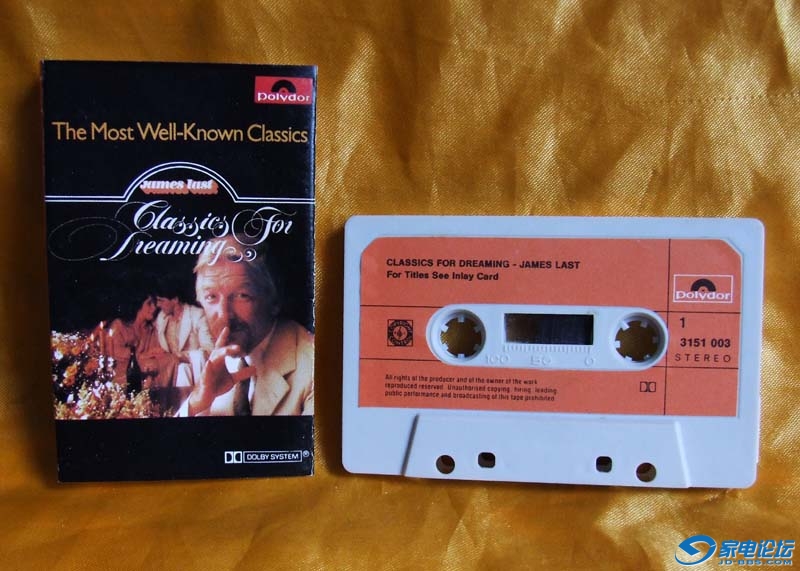 polydor
The Most Well-Known Classics
james last
Classics For
Dreaming
DOLBY SYSTEM®
CLASSICS FOR DREAMING - JAMES LAST
For Titles See Inlay Card
polydor
1
3151 003
STEREO
100 50 0
All rights of the producer and of the owner of the work
reproduced reserved. Unauthorised copying, hiring, lending,
public performance and broadcasting of this tape prohibited.
家电论坛
JD-BBS.COM